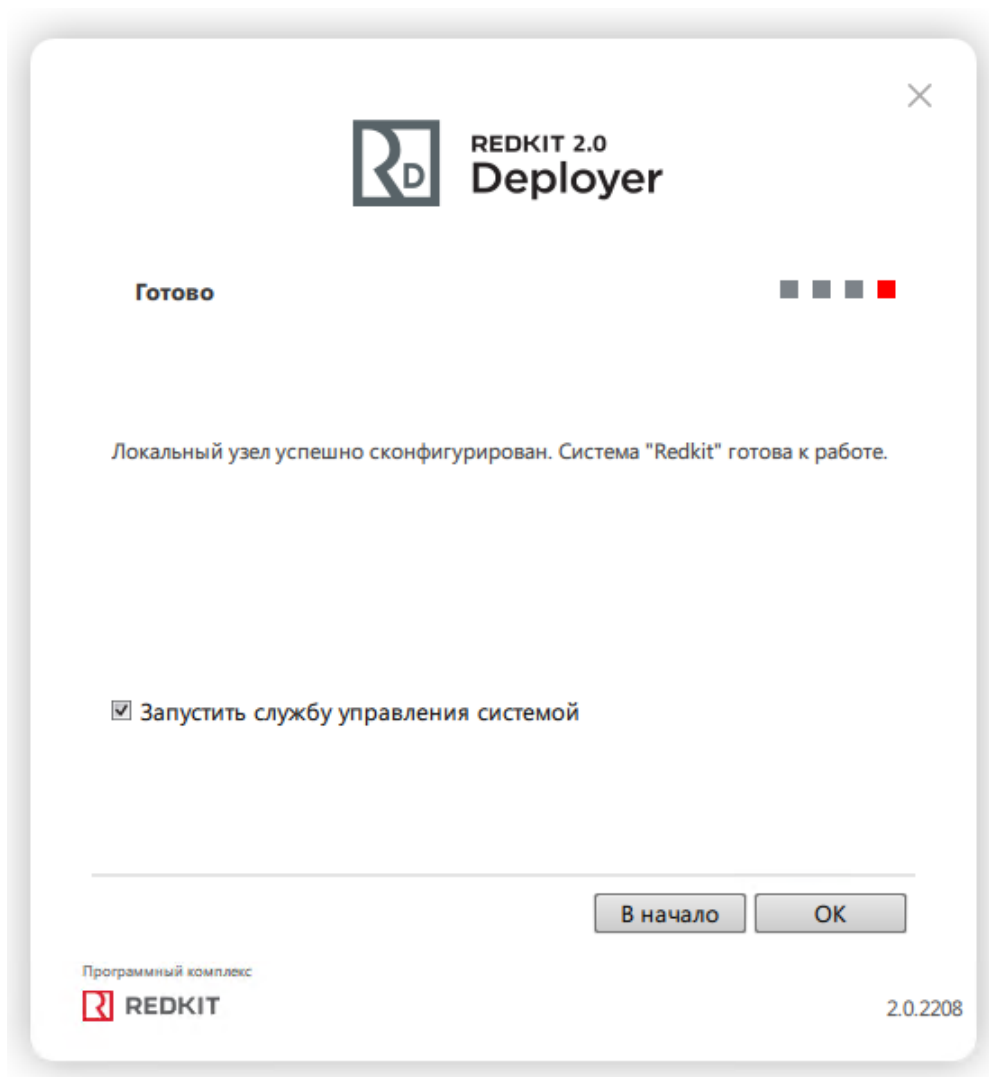 REDKIT 2.0
Deployer
Готово
Локальный узел успешно сконфигурирован. Система "Redkit" готова к работе.
Запустить службу управления системой
В начало
ОК
Программный комплекс
REDKIT
2.0.2208